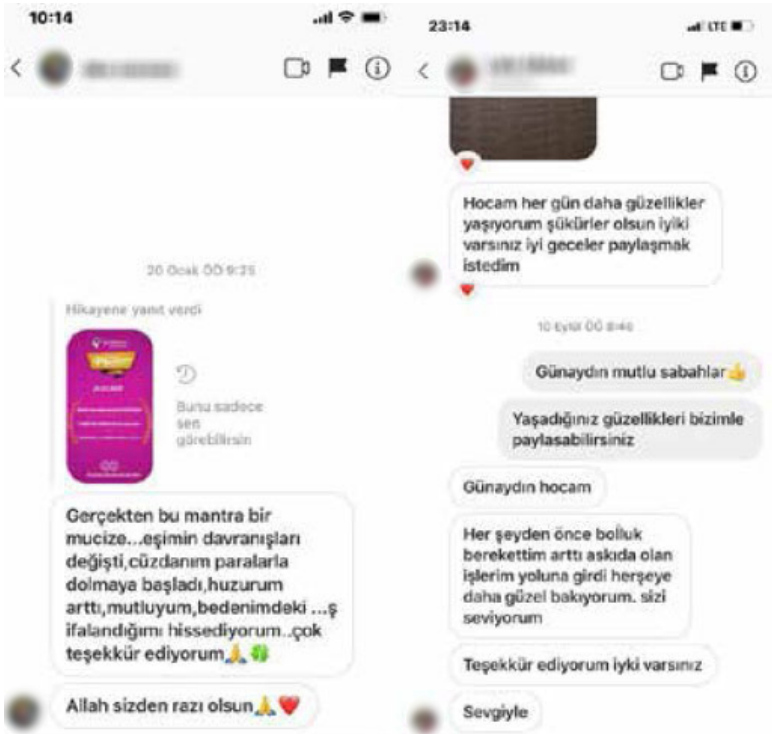 10:14
20 Ocak ÖÖ 9:25
Hikayene yanıt verdi
Bunu sadece
sen
görebilirsin
Gerçekten bu mantra bir
mucize...eşimin davranışları
değişti,cüzdanım paralarla
dolmaya başladı,huzurum
arttı,mutluyum,bedenimdeki ...ş
ifalandığımı hissediyorum..çok
teşekkür ediyorum🙏🍀
Allah sizden razı olsun🙏❤️
23:14
LTE
Hocam her gün daha güzellikler
yaşıyorum şükürler olsun iyiki
varsınız iyi geceler paylaşmak
istedim
10 Eylül ÖÖ 8:46
Günaydın mutlu sabahlar👍
Yaşadığınız güzellikleri bizimle
paylasabilirsiniz
Günaydın hocam
Her şeyden önce bolluk
berekettim arttı askıda olan
işlerim yoluna girdi herşeye
daha güzel bakıyorum. sizi
seviyorum
Teşekkür ediyorum iyki varsınız
Sevgiyle